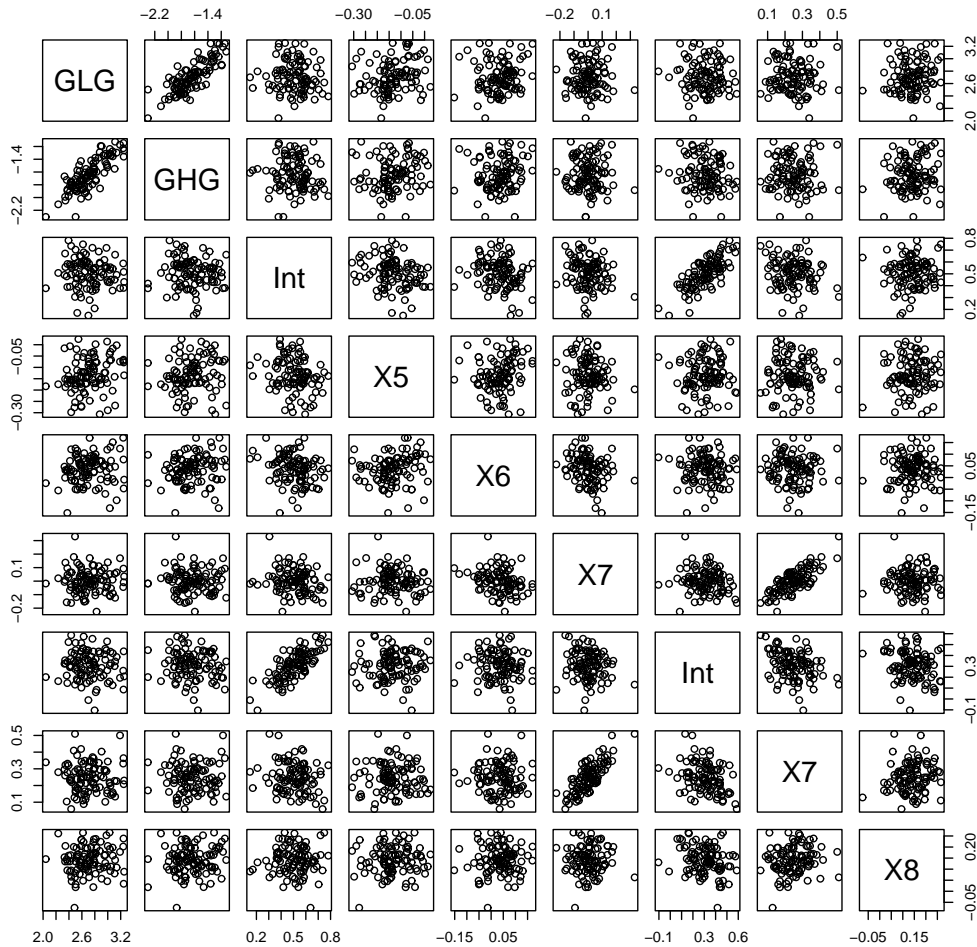 −2.2 −1.4 −0.30 −0.05 −0.2 0.1 0.1 0.3 0.5
GLG 2.0 2.6 3.2
−2.2 −1.4 GHG
Int 0.2 0.5 0.8
−0.30 −0.05 X5
X6 −0.15 0.05
−0.2 0.1 X7
Int −0.1 0.3
0.1 0.3 0.5 X7
X8 −0.05 0.20
2.0 2.6 3.2 0.2 0.5 0.8 −0.15 0.05 −0.1 0.3 0.6 −0.05 0.15